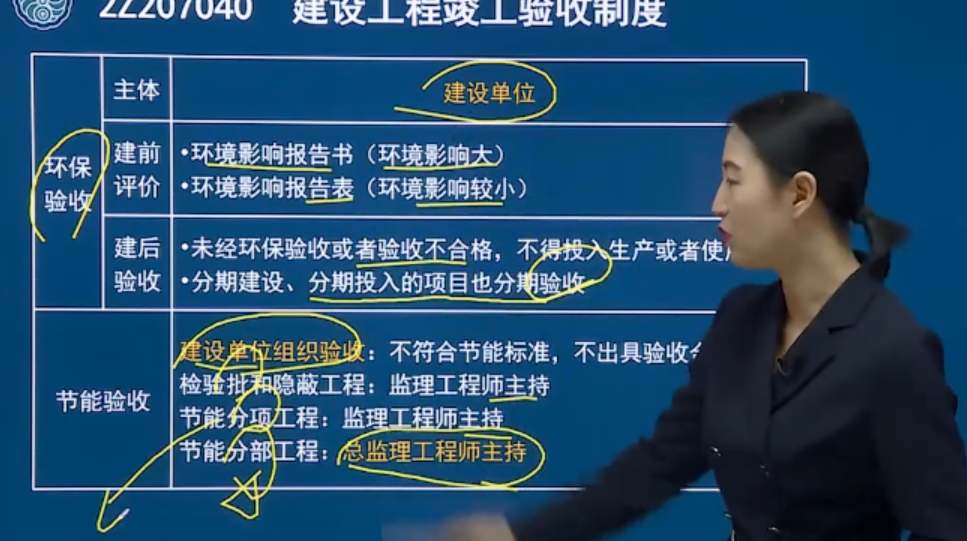 2Z207040 建设工程竣工验收制度
环保
验收
主体
建设单位
建前
评价
•环境影响报告书（环境影响大）
•环境影响报告表（环境影响较小）
建后
验收
•未经环保验收或者验收不合格，不得投入生产或者使
•分期建设、分期投入的项目也分期验收
节能验收
建设单位组织验收：不符合节能标准，不出具验收
检验批和隐蔽工程：监理工程师主持
节能分项工程：监理工程师主持
节能分部工程：总监理工程师主持